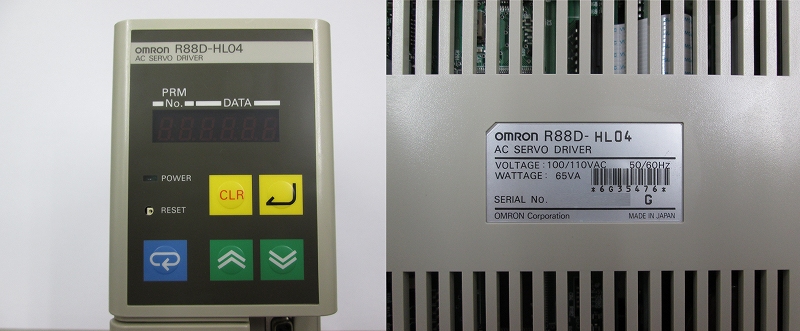 OMRON R88D-HL04
AC SERVO DRIVER
PRM
No. DATA
POWER
CLR
RESET
OMRON R88D-HL04
AC SERVO DRIVER
VOLTAGE: 100/110VAC 50/60Hz
WATTAGE: 65VA
*6G35476*
SERIAL No. G
OMRON Corporation MADE IN JAPAN